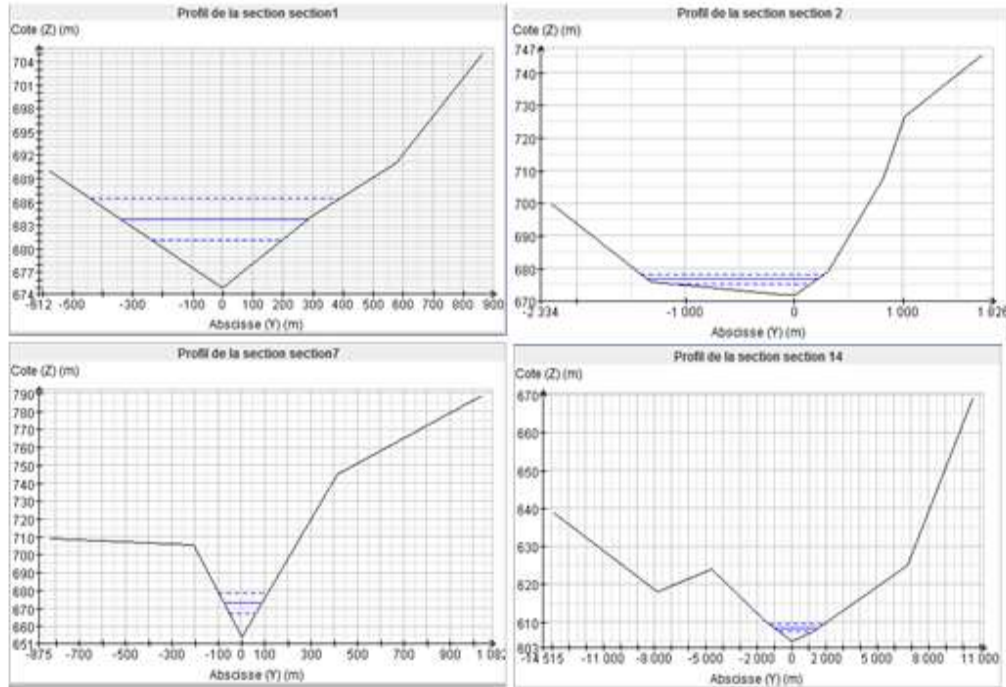 Profil de la section section1
Cote (Z) (m)
704
701
698
695
692
689
686
683
680
677
674
-500 -300 -100 0 100 200 300 400 500 600 700 800 900
Abscisse (Y) (m)
Profil de la section section 2
Cote (Z) (m)
747
740
730
720
710
700
690
680
670
-2 334 -1 000 0 1 000
Abscisse (Y) (m)
Profil de la section section7
Cote (Z) (m)
790
780
770
760
750
740
730
720
710
700
690
680
670
660
651
-875 -700 -500 -300 -100 0 100 300 500 700 1 082
Abscisse (Y) (m)
Profil de la section section 14
Cote (Z) (m)
670
660
650
640
630
620
610
603
-11 000 -8 000 -5 000 -2 000 0 2 000 5 000 8 000 11 000
Abscisse (Y) (m)